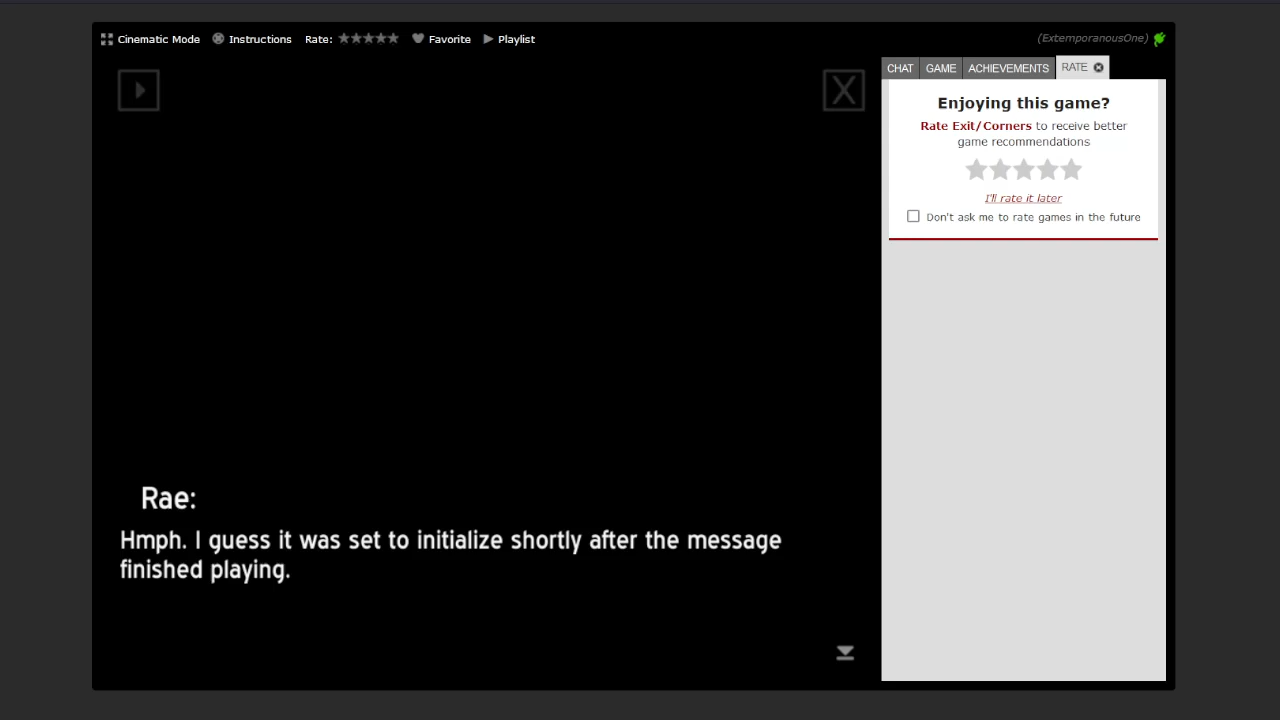 Cinematic Mode Instructions Rate: Favorite Playlist (ExtemporanousOne)
CHAT GAME ACHIEVEMENTS RATE
X
Enjoying this game?
Rate Exit/Corners to receive better
game recommendations
I'll rate it later
Don't ask me to rate games in the future
Rae:
Hmph. I guess it was set to initialize shortly after the message
finished playing.